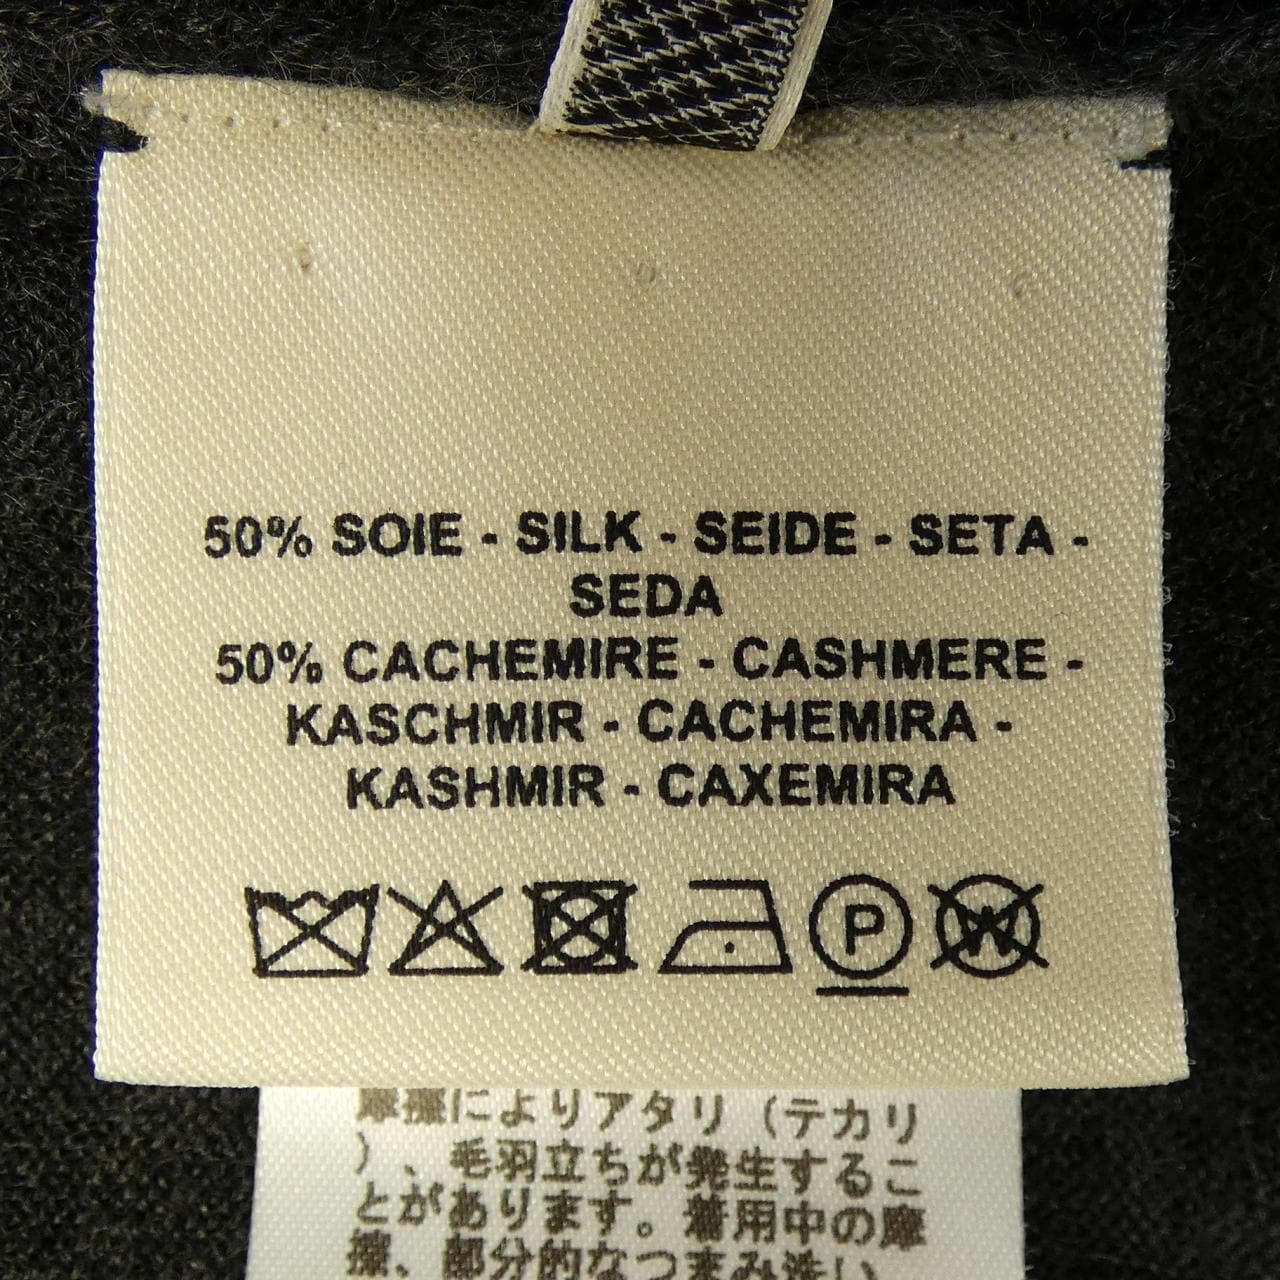 50% SOIE - SILK - SEIDE - SETA -
SEDA
50% CACHEMIRE - CASHMERE -
KASCHMIR - CACHEMIRA -
KASHMIR - CAXEMIRA
P W
摩擦によりアタリ（テカリ
）、毛羽立ちが発生するこ
とがあります。着用中の摩
擦、部分的なつまみ洗い